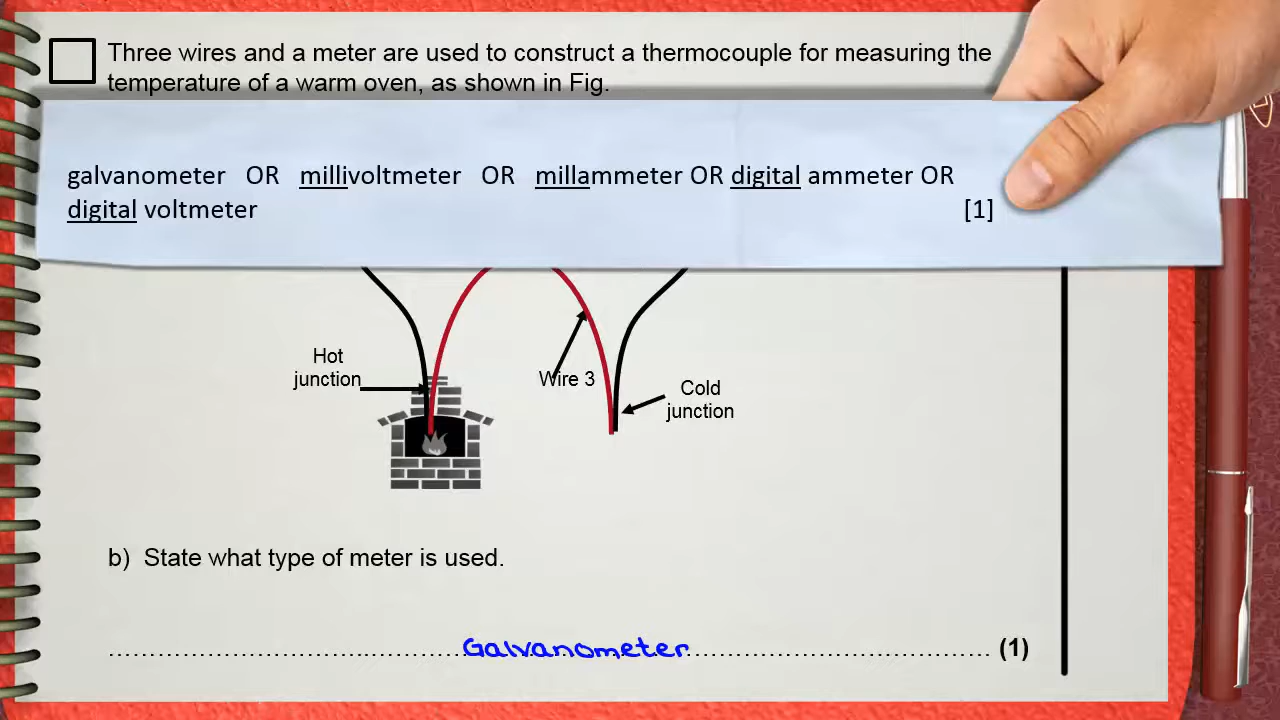 Three wires and a meter are used to construct a thermocouple for measuring the
temperature of a warm oven, as shown in Fig.
galvanometer OR millivoltmeter OR millammeter OR digital ammeter OR
digital voltmeter [1]
Hot
junction
Wire 3
Cold
junction
b) State what type of meter is used.
Galvanometer (1)